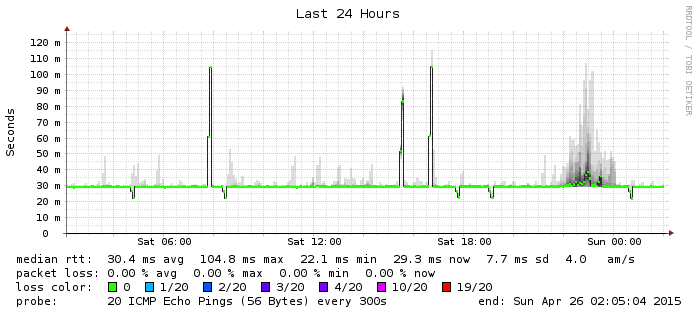 Last 24 Hours
RRDTOOL / TOBI OETIKER
Seconds
120 m
110 m
100 m
90 m
80 m
70 m
60 m
50 m
40 m
30 m
20 m
10 m
0
Sat 06:00 Sat 12:00 Sat 18:00 Sun 00:00
median rtt: 30.4 ms avg 104.8 ms max 22.1 ms min 29.3 ms now 7.7 ms sd 4.0 am/s
packet loss: 0.00 % avg 0.00 % max 0.00 % min 0.00 % now
loss color: 0 1/20 2/20 3/20 4/20 10/20 19/20
probe: 20 ICMP Echo Pings (56 Bytes) every 300s end: Sun Apr 26 02:05:04 2015